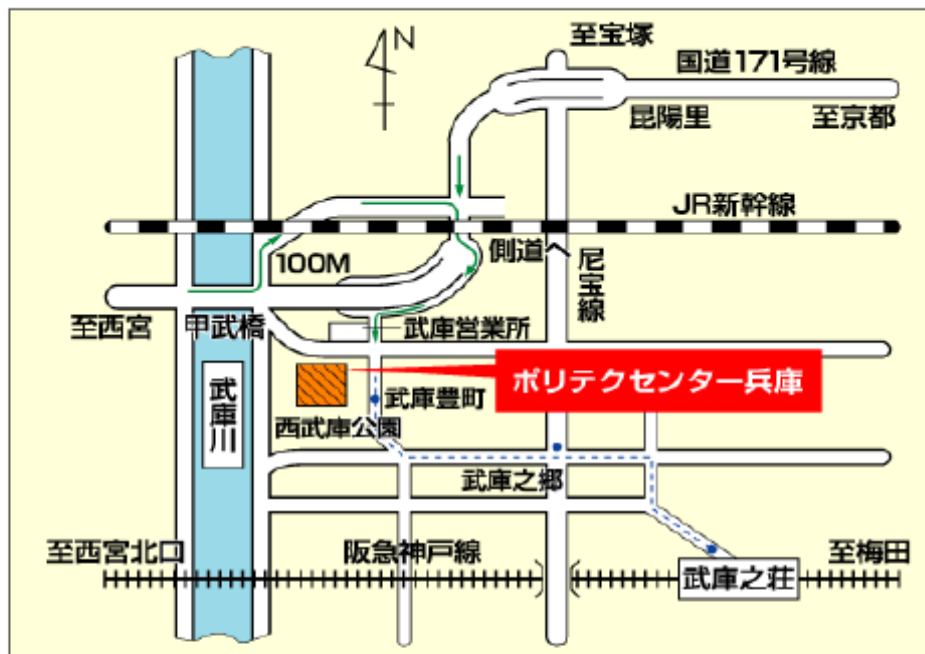 N
至宝塚
国道171号線
昆陽里
至京都
JR新幹線
側道
尼宝線
100M
至西宮
甲武橋
武庫営業所
ポリテクセンター兵庫
武庫川
武庫豊町
西武庫公園
武庫之郷
至西宮北口
阪急神戸線
至梅田
武庫之荘